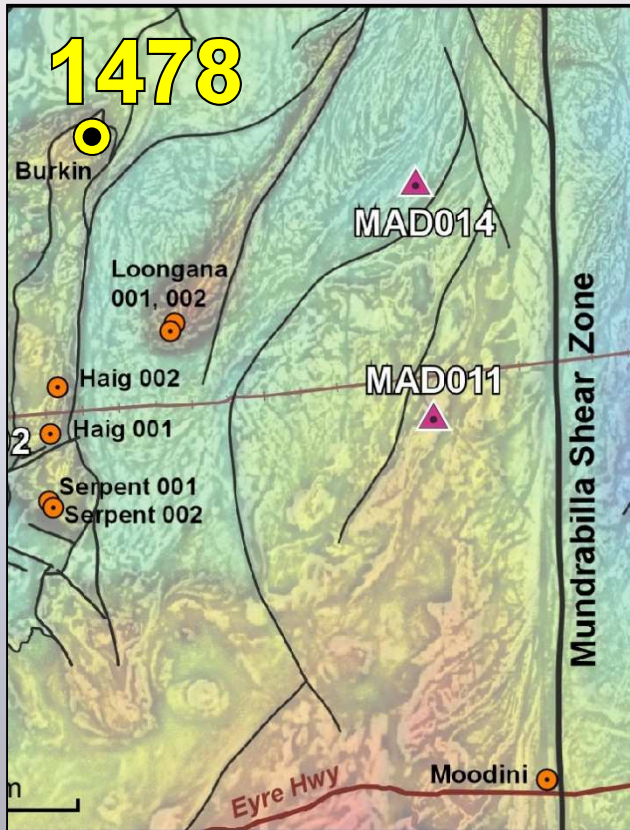 1478
Burkin
MAD014
Loongana
001, 002
Haig 002
MAD011
Haig 001
2
Serpent 001
Serpent 002
Mundrabilla Shear Zone
Moodini
Eyre Hwy
m